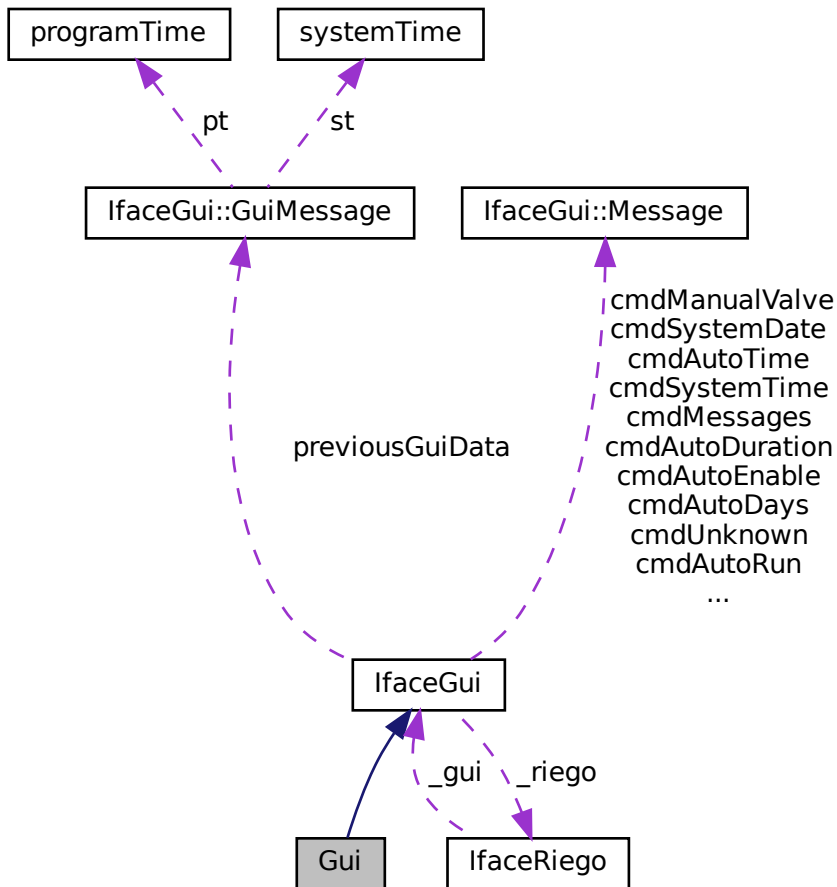 programTime
systemTime
pt
st
IfaceGui::GuiMessage
IfaceGui::Message
cmdManualValve
cmdSystemDate
cmdAutoTime
cmdSystemTime
cmdMessages
cmdAutoDuration
cmdAutoEnable
cmdAutoDays
cmdUnknown
cmdAutoRun
...
previousGuiData
IfaceGui
_gui
_riego
Gui
IfaceRiego